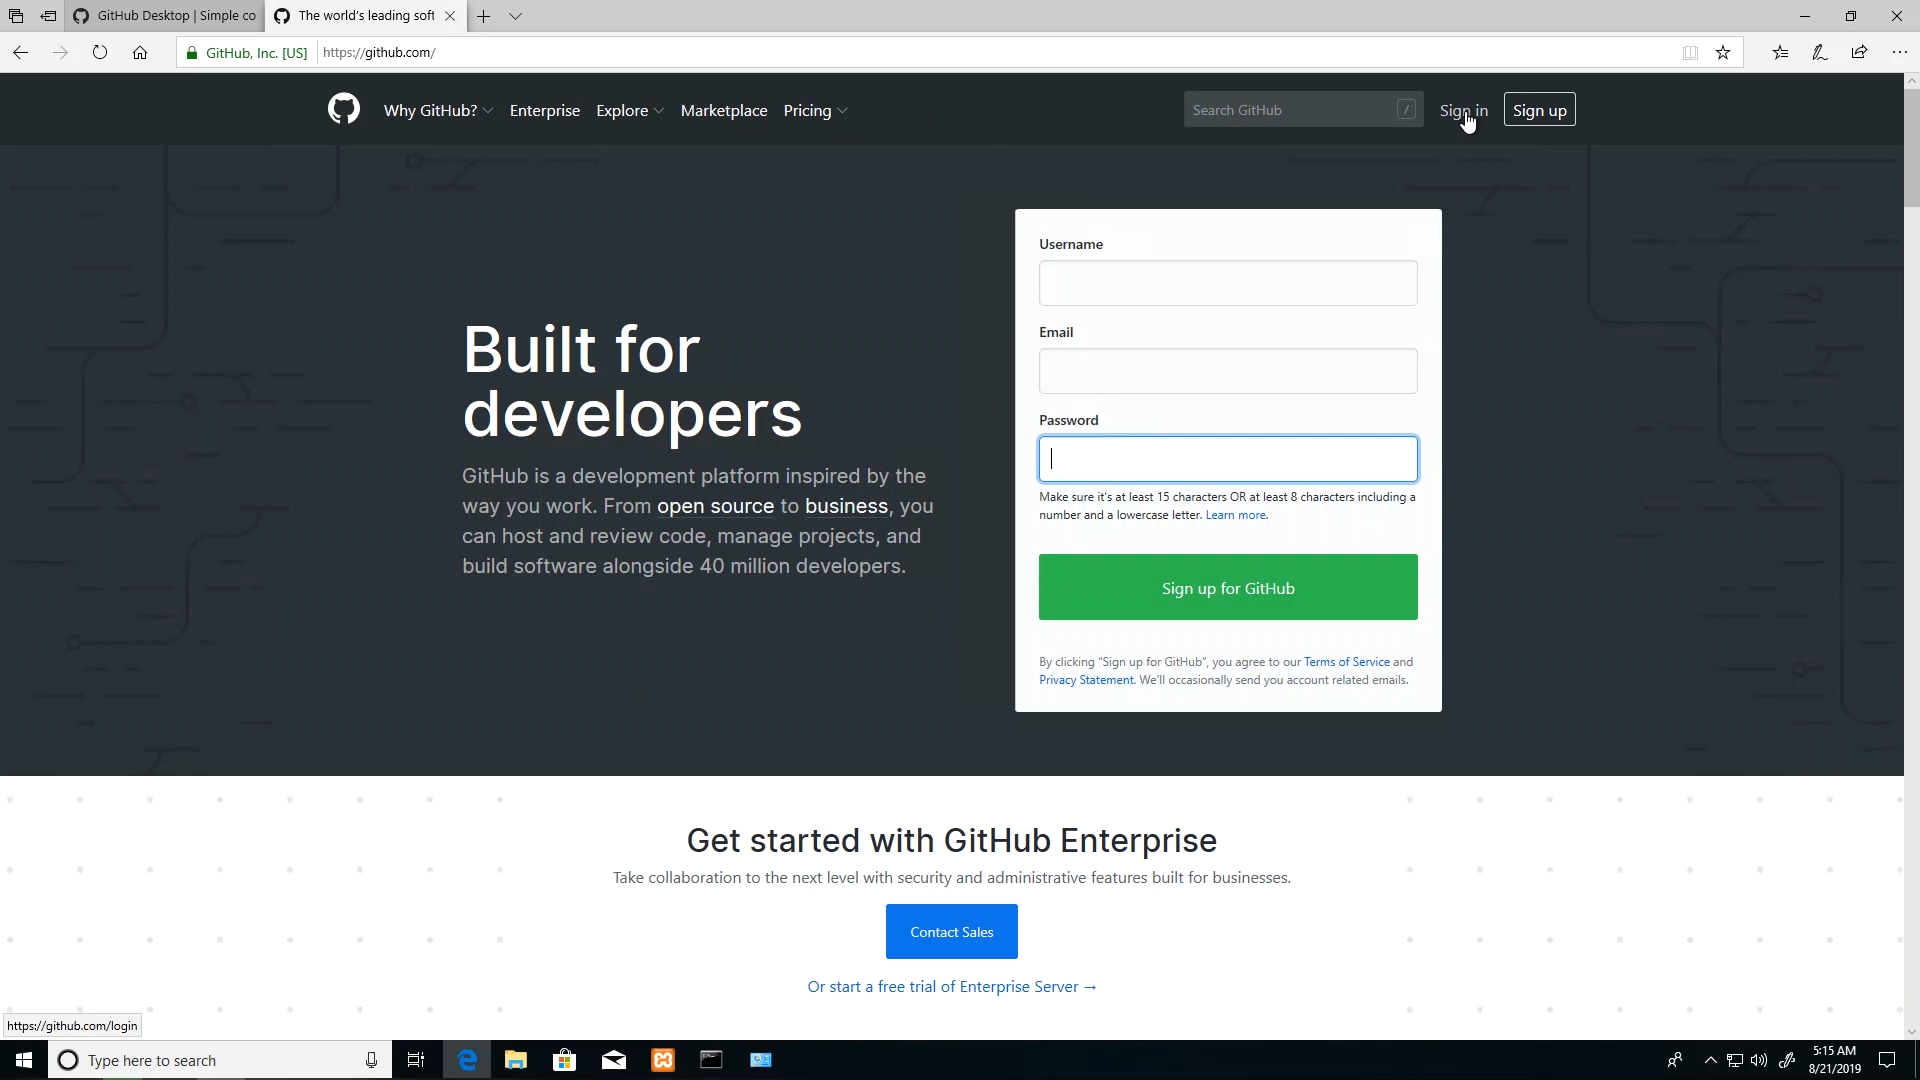 GitHub Desktop | Simple co
The world's leading soft
GitHub, Inc. [US]
https://github.com/
Why GitHub?
Enterprise
Explore
Marketplace
Pricing
Search GitHub
/
Sign in
Sign up
Built for
developers
GitHub is a development platform inspired by the
way you work. From open source to business, you
can host and review code, manage projects, and
build software alongside 40 million developers.
Username
Email
Password
Make sure it's at least 15 characters OR at least 8 characters including a
number and a lowercase letter. Learn more.
Sign up for GitHub
By clicking “Sign up for GitHub”, you agree to our Terms of Service and
Privacy Statement. We’ll occasionally send you account related emails.
Get started with GitHub Enterprise
Take collaboration to the next level with security and administrative features built for businesses.
Contact Sales
Or start a free trial of Enterprise Server →
https://github.com/login
Type here to search
5:15 AM
8/21/2019